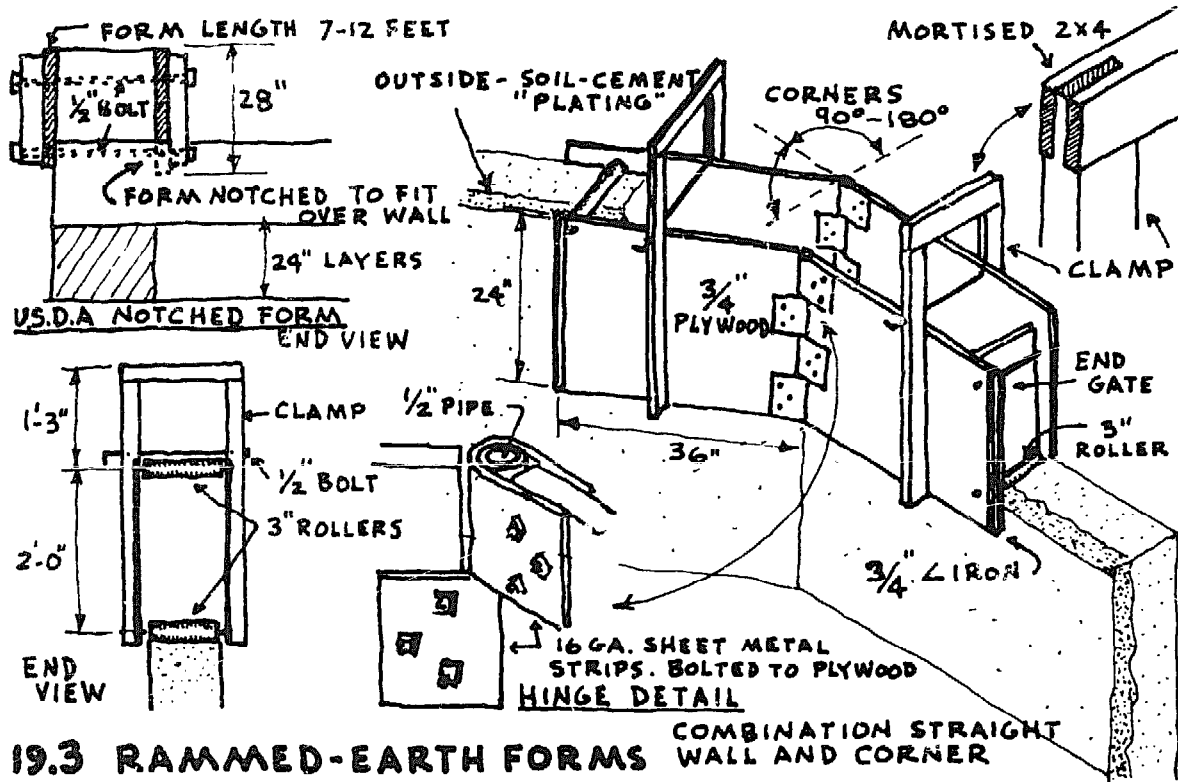 FORM LENGTH 7-12 FEET
1/2" BOLT
28"
FORM NOTCHED TO FIT
OVER WALL
24" LAYERS
U.S.D.A NOTCHED FORM
END VIEW
OUTSIDE - SOIL-CEMENT
"PLATING"
CORNERS
90°-180°
MORTISED 2x4
CLAMP
24"
3/4"
PLYWOOD
36"
END
GATE
3"
ROLLER
3/4" ∠ IRON
1'-3"
CLAMP
1/2" BOLT
3" ROLLERS
2'-0"
END
VIEW
1/2" PIPE
16 GA. SHEET METAL
STRIPS. BOLTED TO PLYWOOD
HINGE DETAIL
19.3 RAMMED-EARTH FORMS
COMBINATION STRAIGHT
WALL AND CORNER